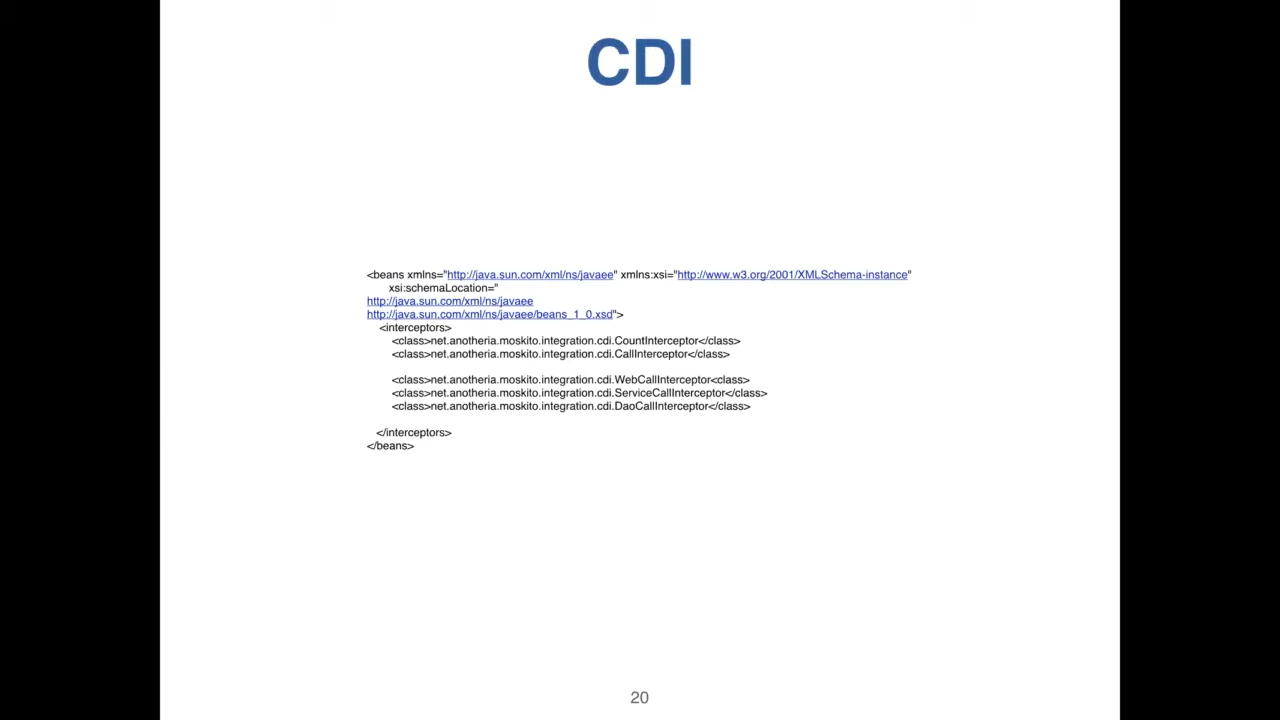 CDI
<beans xmlns="http://java.sun.com/xml/ns/javaee" xmlns:xsi="http://www.w3.org/2001/XMLSchema-instance"
xsi:schemaLocation="
http://java.sun.com/xml/ns/javaee
http://java.sun.com/xml/ns/javaee/beans_1_0.xsd">
<interceptors>
<class>net.anotheria.moskito.integration.cdi.CountInterceptor</class>
<class>net.anotheria.moskito.integration.cdi.CallInterceptor</class>
<class>net.anotheria.moskito.integration.cdi.WebCallInterceptor<class>
<class>net.anotheria.moskito.integration.cdi.ServiceCallInterceptor</class>
<class>net.anotheria.moskito.integration.cdi.DaoCallInterceptor</class>
</interceptors>
</beans>
20